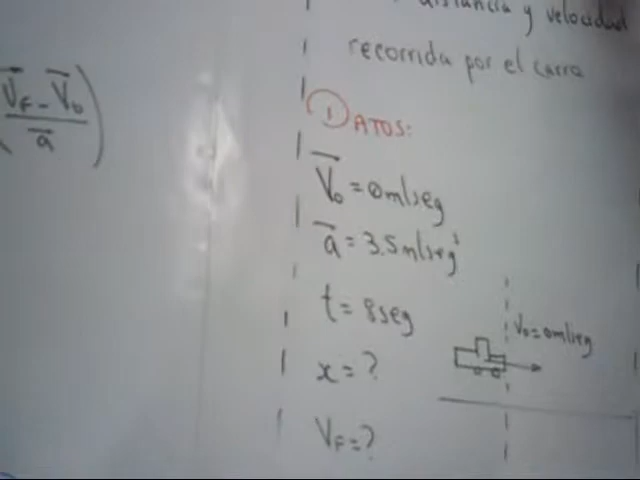 distancia y velocidad
recorrida por el carro
VF - V0
a
1 DATOS:
V0 = 0m/seg
a = 3.5m/seg²
t = 8seg
V0 = 0m/seg
x = ?
VF = ?